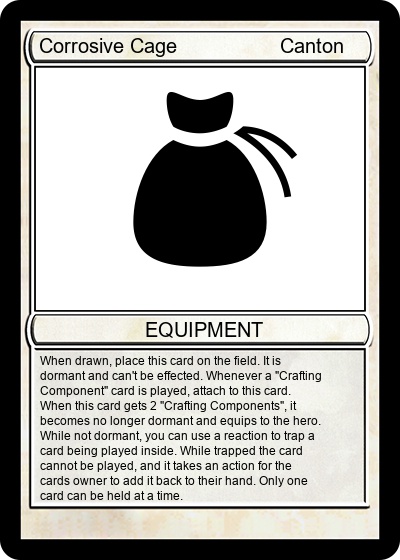 Corrosive Cage Canton
EQUIPMENT
When drawn, place this card on the field. It is
dormant and can't be effected. Whenever a "Crafting
Component" card is played, attach to this card.
When this card gets 2 "Crafting Components", it
becomes no longer dormant and equips to the hero.
While not dormant, you can use a reaction to trap a
card being played inside. While trapped the card
cannot be played, and it takes an action for the
cards owner to add it back to their hand. Only one
card can be held at a time.